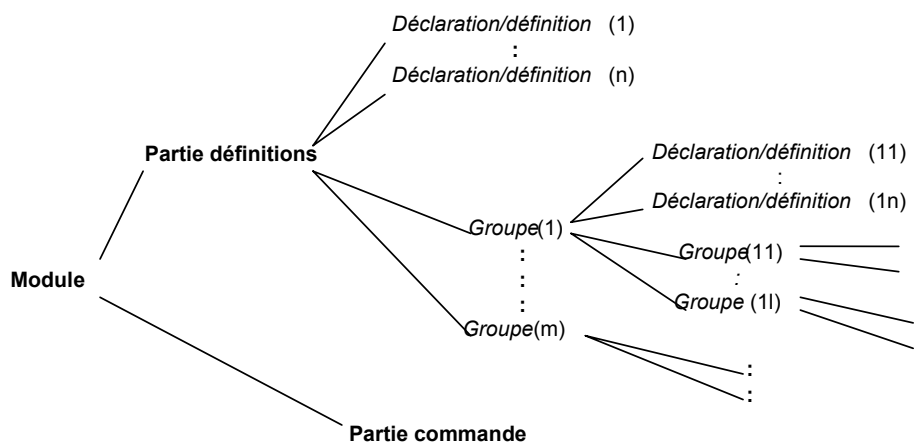 Déclaration/définition (1)
:
Déclaration/définition (n)
Partie définitions
Déclaration/définition (11)
:
Déclaration/définition (1n)
Groupe(1)
Groupe(11)
:
:
:
Module
Groupe (1l)
Groupe(m)
:
:
Partie commande